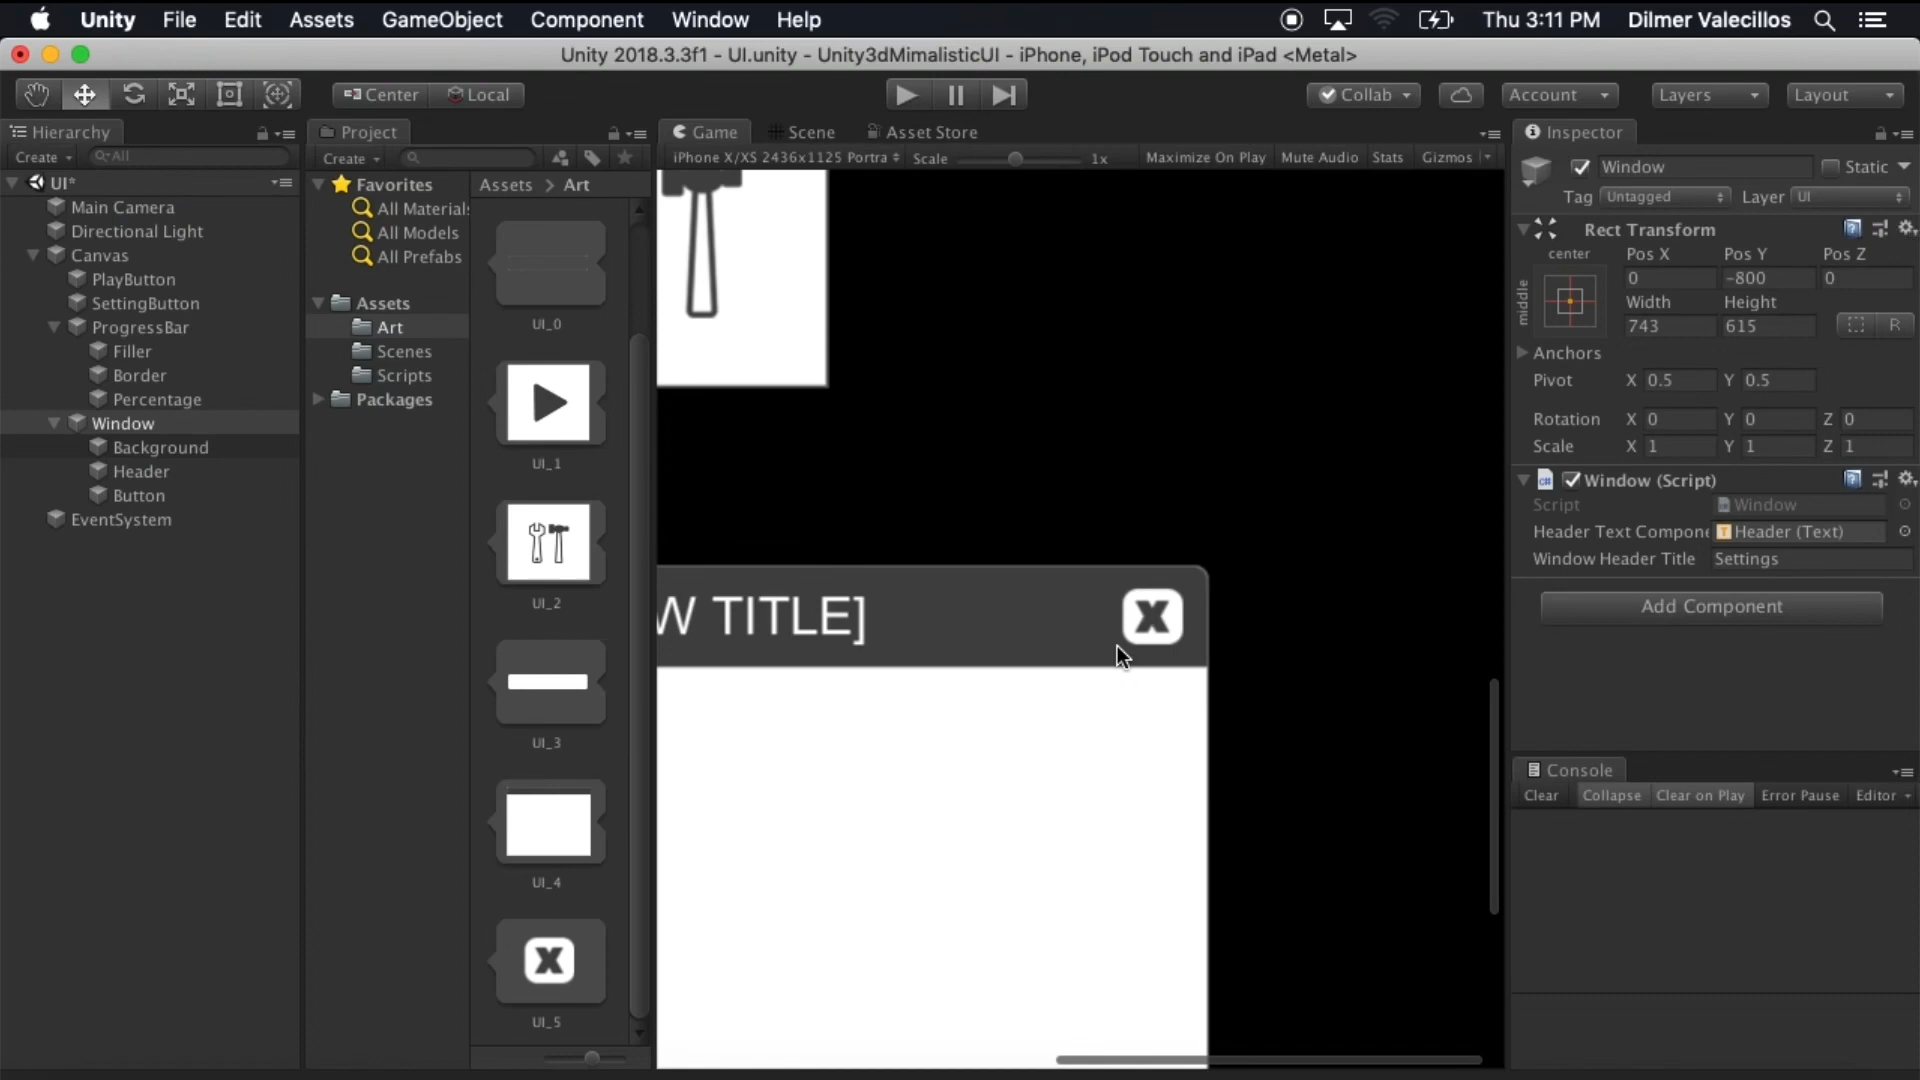 Unity File Edit Assets GameObject Component Window Help Thu 3:11 PM Dilmer Valecillos
Unity 2018.3.3f1 - UI.unity - Unity3dMimalisticUI - iPhone, iPod Touch and iPad <Metal>
Center Local Collab Account Layers Layout
Hierarchy
Create All
UI*
Main Camera
Directional Light
Canvas
PlayButton
SettingButton
ProgressBar
Filler
Border
Percentage
Window
Background
Header
Button
EventSystem
Project
Create
Favorites
All Materials
All Models
All Prefabs
Assets
Art
Scenes
Scripts
Packages
Assets > Art
UI_0
UI_1
UI_2
UI_3
UI_4
X
UI_5
Game Scene Asset Store
iPhone X/XS 2436x1125 Portra Scale 1x Maximize On Play Mute Audio Stats Gizmos
W TITLE] X
Inspector
Window Static
Tag Untagged Layer UI
Rect Transform
center Pos X Pos Y Pos Z
middle 0 -800 0
Width Height
743 615 R
Anchors
Pivot X 0.5 Y 0.5
Rotation X 0 Y 0 Z 0
Scale X 1 Y 1 Z 1
Window (Script)
Script Window
Header Text Compone Header (Text)
Window Header Title Settings
Add Component
Console
Clear Collapse Clear on Play Error Pause Editor